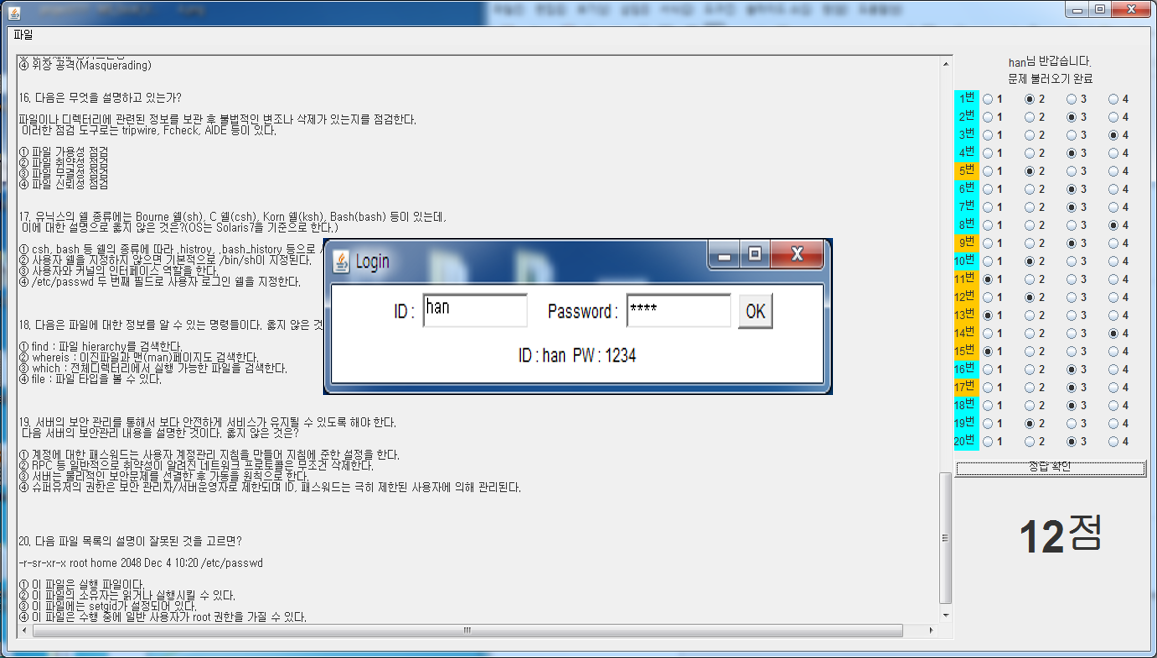 파일
④ 위장 공격(Masquerading)
16. 다음은 무엇을 설명하고 있는가?
파일이나 디렉터리에 관련된 정보를 보관 후 불법적인 변조나 삭제가 있는지를 점검한다.
이러한 점검 도구로는 tripwire, Fcheck, AIDE 등이 있다.
① 파일 가용성 점검
② 파일 취약성 점검
③ 파일 무결성 점검
④ 파일 신뢰성 점검
17. 유닉스의 쉘 종류에는 Bourne 쉘(sh), C 쉘(csh), Korn 쉘(ksh), Bash(bash) 등이 있는데,
이에 대한 설명으로 옳지 않은 것은?(OS는 Solaris7을 기준으로 한다.)
① csh, bash 등 쉘의 종류에 따라 .histroy, .bash_history 등으로 /
② 사용자 쉘을 지정하지 않으면 기본적으로 /bin/sh이 지정된다.
③ 사용자와 커널의 인터페이스 역할을 한다.
④ /etc/passwd 두 번째 필드로 사용자 로그인 쉘을 지정한다.
18. 다음은 파일에 대한 정보를 알 수 있는 명령들이다. 옳지 않은 것
① find : 파일 hierarchy를 검색한다.
② whereis : 이진파일과 맨(man)페이지도 검색한다.
③ which : 전체디렉터리에서 실행 가능한 파일을 검색한다.
④ file : 파일 타입을 볼 수 있다.
19. 서버의 보안 관리를 통해서 보다 안전하게 서비스가 유지될 수 있도록 해야 한다.
다음 서버의 보안관리 내용을 설명한 것이다. 옳지 않은 것은?
① 계정에 대한 패스워드는 사용자 계정관리 지침을 만들어 지침에 준한 설정을 한다.
② RPC 등 일반적으로 취약성이 알려진 네트워크 프로토콜은 무조건 삭제한다.
③ 서버는 물리적인 보안문제를 선결한 후 가동을 원칙으로 한다.
④ 슈퍼유저의 권한은 보안 관리자/서버운영자로 제한되며 ID, 패스워드는 극히 제한된 사용자에 의해 관리된다.
20. 다음 파일 목록의 설명이 잘못된 것을 고르면?
-r-sr-xr-x root home 2048 Dec 4 10:20 /etc/passwd
① 이 파일은 실행 파일이다.
② 이 파일의 소유자는 읽거나 실행시킬 수 있다.
③ 이 파일에는 setgid가 설정되어 있다.
④ 이 파일은 수행 중에 일반 사용자가 root 권한을 가질 수 있다.
Login
ID : han Password : **** OK
ID : han PW : 1234
han님 반갑습니다.
문제 불러오기 완료
1번 1 2 3 4
2번 1 2 3 4
3번 1 2 3 4
4번 1 2 3 4
5번 1 2 3 4
6번 1 2 3 4
7번 1 2 3 4
8번 1 2 3 4
9번 1 2 3 4
10번 1 2 3 4
11번 1 2 3 4
12번 1 2 3 4
13번 1 2 3 4
14번 1 2 3 4
15번 1 2 3 4
16번 1 2 3 4
17번 1 2 3 4
18번 1 2 3 4
19번 1 2 3 4
20번 1 2 3 4
정답 확인
12점